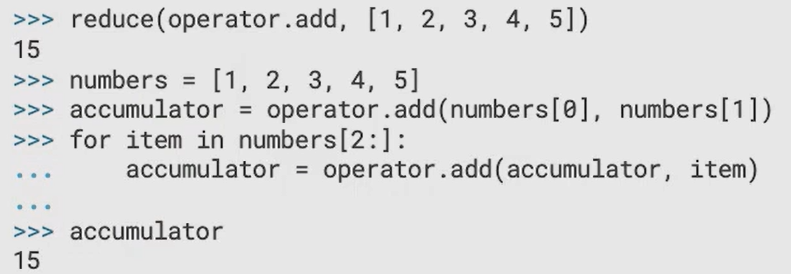 >>> reduce(operator.add, [1, 2, 3, 4, 5])
15
>>> numbers = [1, 2, 3, 4, 5]
>>> accumulator = operator.add(numbers[0], numbers[1])
>>> for item in numbers[2:]:
...     accumulator = operator.add(accumulator, item)
...
>>> accumulator
15